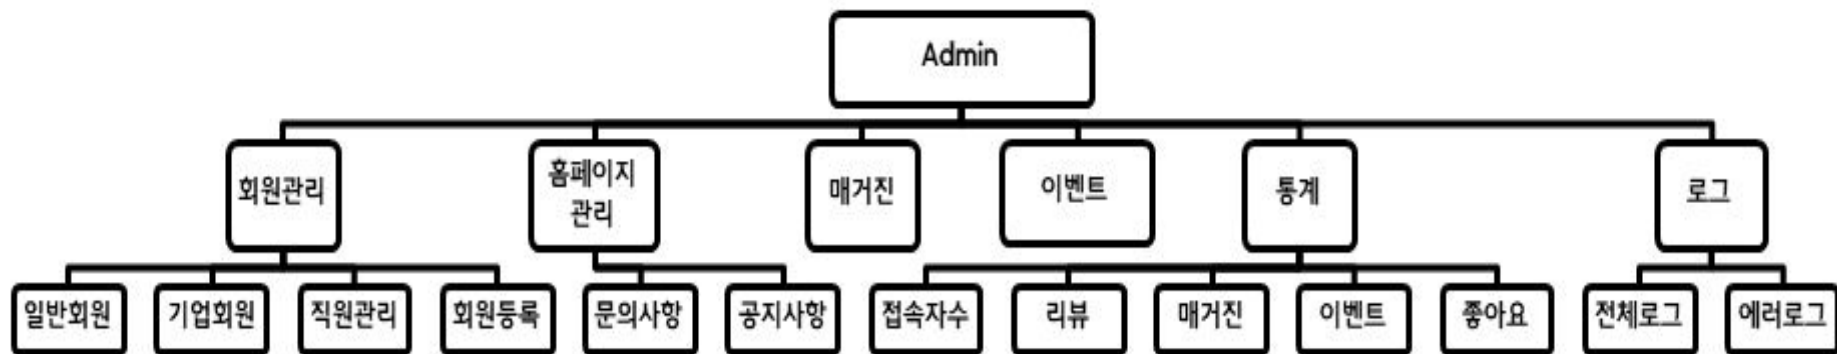 Admin
회원관리
홈페이지
관리
매거진
이벤트
통계
로그
일반회원
기업회원
직원관리
회원등록
문의사항
공지사항
접속자수
리뷰
매거진
이벤트
좋아요
전체로그
에러로그